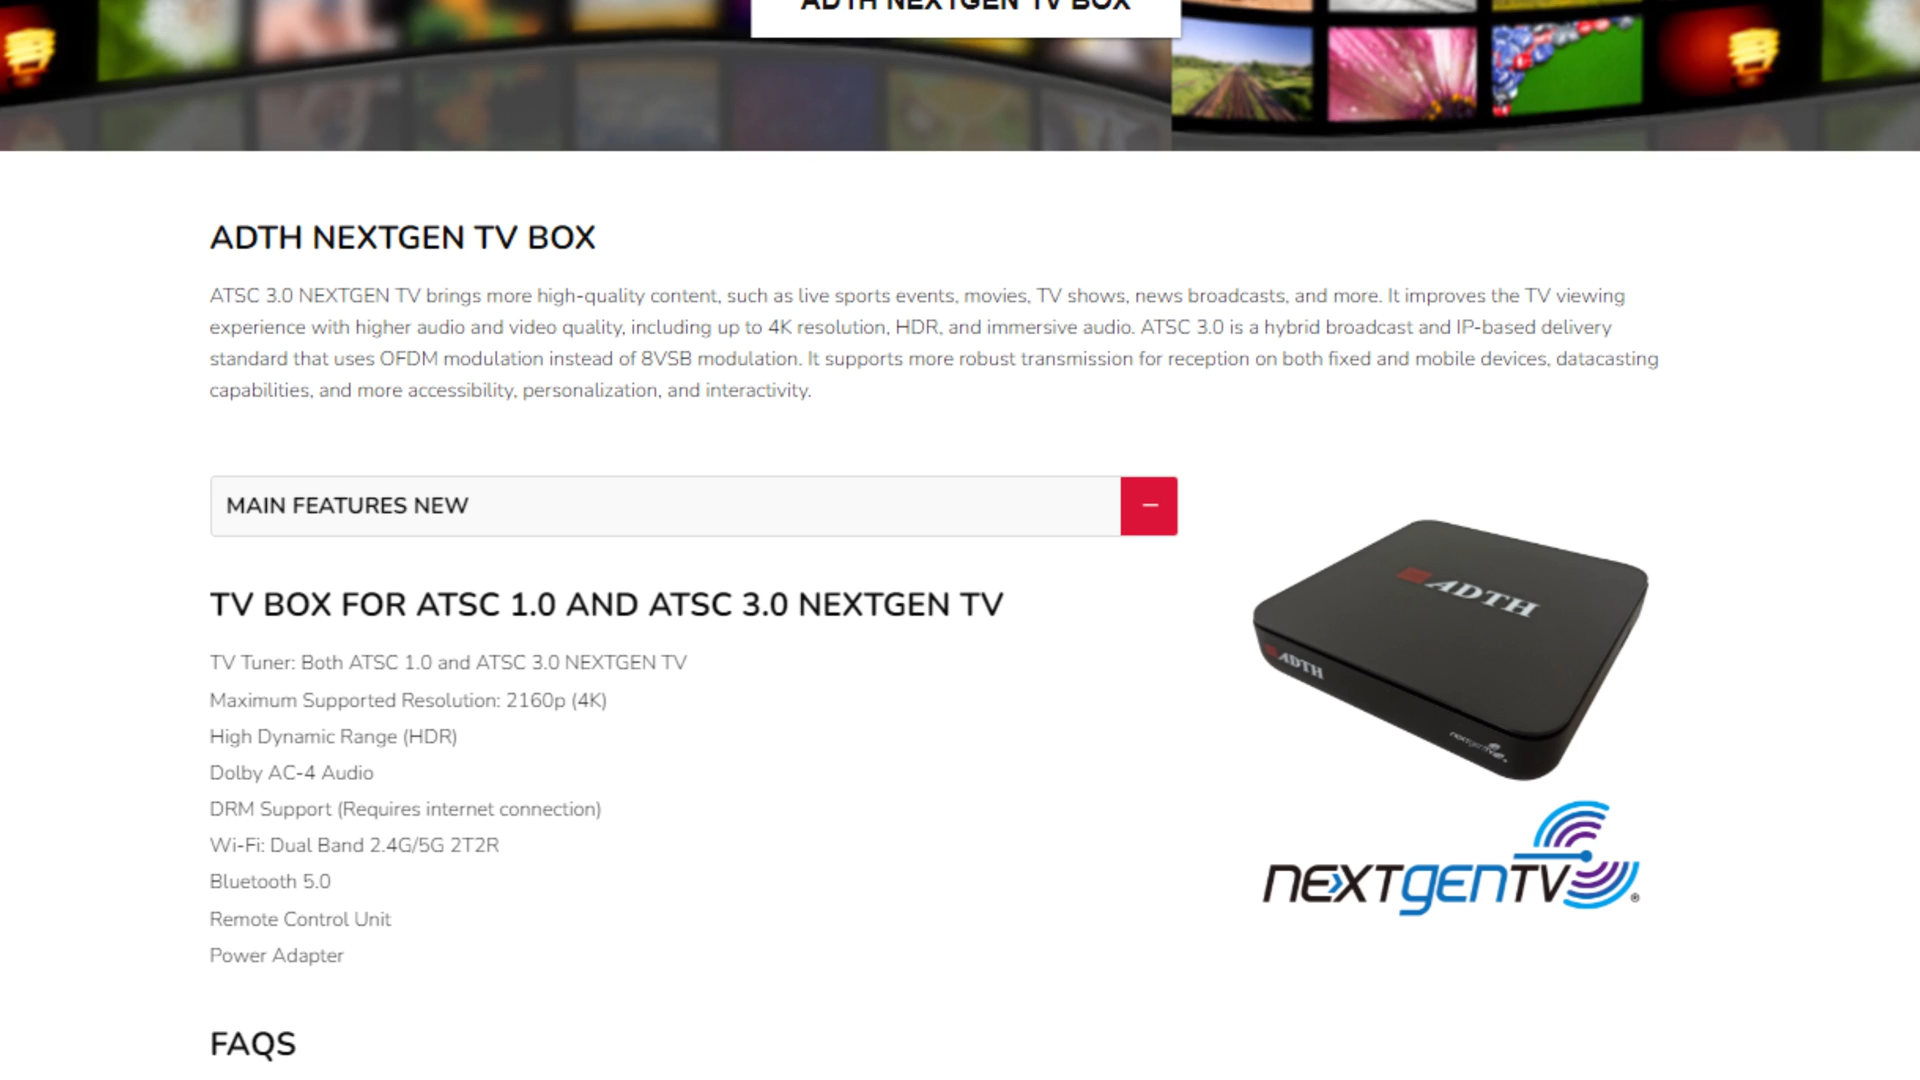 ADTH NEXTGEN TV BOX
ADTH NEXTGEN TV BOX
ATSC 3.0 NEXTGEN TV brings more high-quality content, such as live sports events, movies, TV shows, news broadcasts, and more. It improves the TV viewing
experience with higher audio and video quality, including up to 4K resolution, HDR, and immersive audio. ATSC 3.0 is a hybrid broadcast and IP-based delivery
standard that uses OFDM modulation instead of 8VSB modulation. It supports more robust transmission for reception on both fixed and mobile devices, datacasting
capabilities, and more accessibility, personalization, and interactivity.
MAIN FEATURES NEW
TV BOX FOR ATSC 1.0 AND ATSC 3.0 NEXTGEN TV
TV Tuner: Both ATSC 1.0 and ATSC 3.0 NEXTGEN TV
Maximum Supported Resolution: 2160p (4K)
High Dynamic Range (HDR)
Dolby AC-4 Audio
DRM Support (Requires internet connection)
Wi-Fi: Dual Band 2.4G/5G 2T2R
Bluetooth 5.0
Remote Control Unit
Power Adapter
FAQS
ADTH
ADTH
nextgenTV
NEXTGENTV®